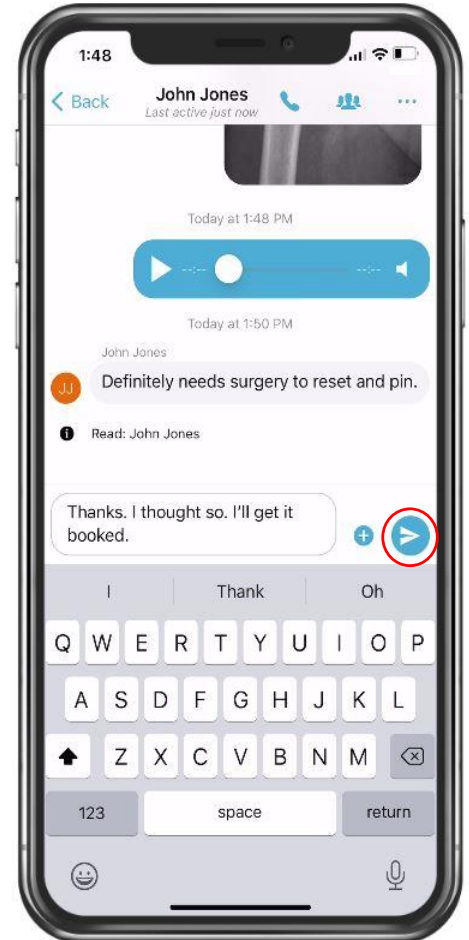 1:48
Back
John Jones
Last active just now
Today at 1:48 PM
--:--
--:--
Today at 1:50 PM
John Jones
JJ
Definitely needs surgery to reset and pin.
Read: John Jones
Thanks. I thought so. I'll get it
booked.
I Thank Oh
Q W E R T Y U I O P
A S D F G H J K L
Z X C V B N M
123 space return